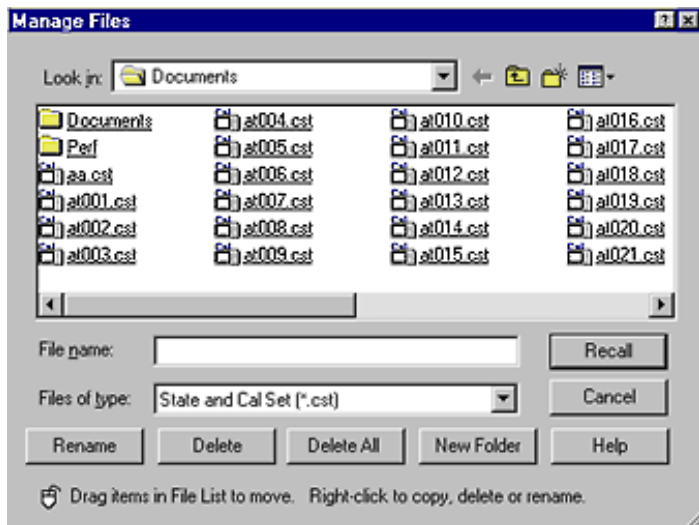 Manage Files
Look in: Documents
Documents at004.cst at010.cst at016.cst
Perf at005.cst at011.cst at017.cst
aa.cst at006.cst at012.cst at018.cst
at001.cst at007.cst at013.cst at019.cst
at002.cst at008.cst at014.cst at020.cst
at003.cst at009.cst at015.cst at021.cst
File name: Recall
Files of type: State and Cal Set (*.cst) Cancel
Rename Delete Delete All New Folder Help
Drag items in File List to move. Right-click to copy, delete or rename.